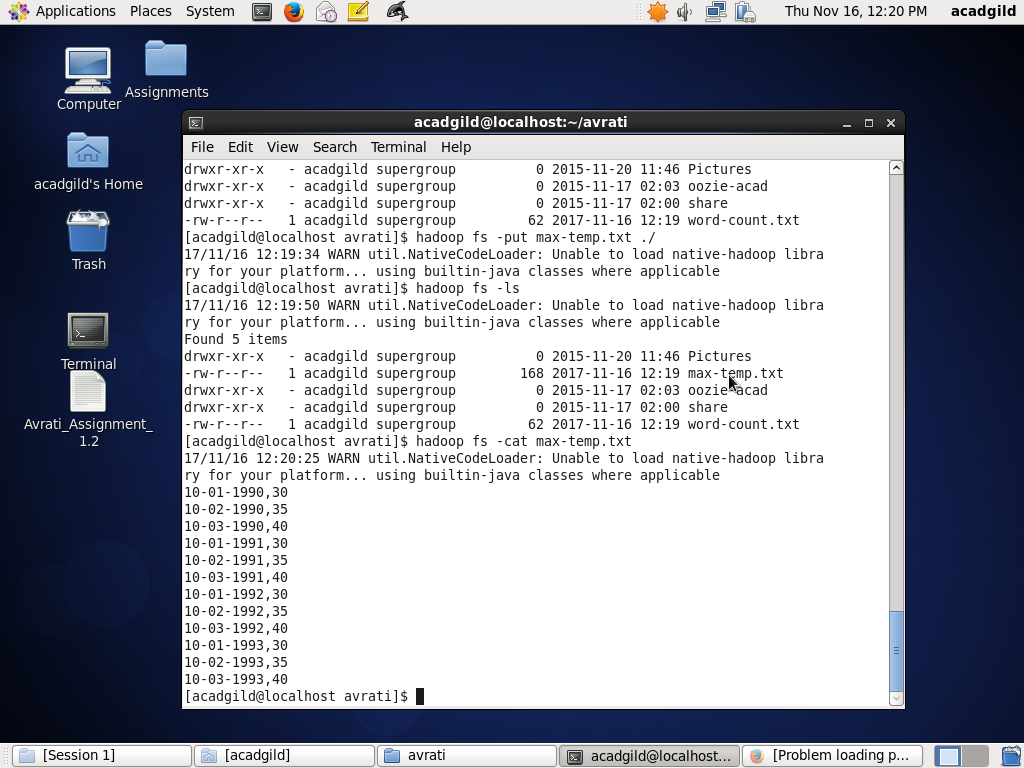 Applications Places System Thu Nov 16, 12:20 PM acadgild
Computer
Assignments
acadgild's Home
Trash
Terminal
Avrati_Assignment_
1.2
acadgild@localhost:~/avrati
File Edit View Search Terminal Help
drwxr-xr-x   - acadgild supergroup          0 2015-11-20 11:46 Pictures
drwxr-xr-x   - acadgild supergroup          0 2015-11-17 02:03 oozie-acad
drwxr-xr-x   - acadgild supergroup          0 2015-11-17 02:00 share
-rw-r--r--   1 acadgild supergroup         62 2017-11-16 12:19 word-count.txt
[acadgild@localhost avrati]$ hadoop fs -put max-temp.txt ./
17/11/16 12:19:34 WARN util.NativeCodeLoader: Unable to load native-hadoop libra
ry for your platform... using builtin-java classes where applicable
[acadgild@localhost avrati]$ hadoop fs -ls
17/11/16 12:19:50 WARN util.NativeCodeLoader: Unable to load native-hadoop libra
ry for your platform... using builtin-java classes where applicable
Found 5 items
drwxr-xr-x   - acadgild supergroup          0 2015-11-20 11:46 Pictures
-rw-r--r--   1 acadgild supergroup        168 2017-11-16 12:19 max-temp.txt
drwxr-xr-x   - acadgild supergroup          0 2015-11-17 02:03 oozie-acad
drwxr-xr-x   - acadgild supergroup          0 2015-11-17 02:00 share
-rw-r--r--   1 acadgild supergroup         62 2017-11-16 12:19 word-count.txt
[acadgild@localhost avrati]$ hadoop fs -cat max-temp.txt
17/11/16 12:20:25 WARN util.NativeCodeLoader: Unable to load native-hadoop libra
ry for your platform... using builtin-java classes where applicable
10-01-1990,30
10-02-1990,35
10-03-1990,40
10-01-1991,30
10-02-1991,35
10-03-1991,40
10-01-1992,30
10-02-1992,35
10-03-1992,40
10-01-1993,30
10-02-1993,35
10-03-1993,40
[acadgild@localhost avrati]$
[Session 1] [acadgild] avrati acadgild@localhost... [Problem loading p...